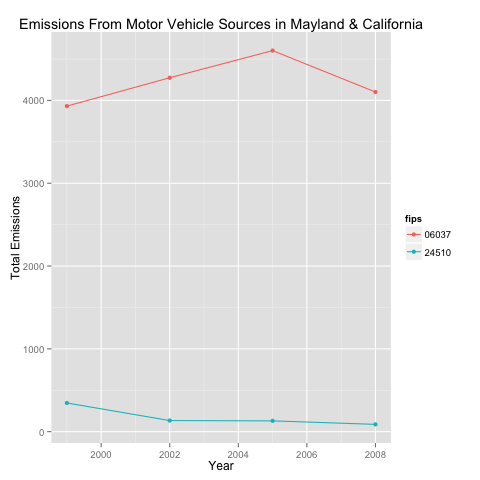 Emissions From Motor Vehicle Sources in Mayland & California
Total Emissions
4000
3000
2000
1000
0
2000 2002 2004 2006 2008
Year
fips
06037
24510